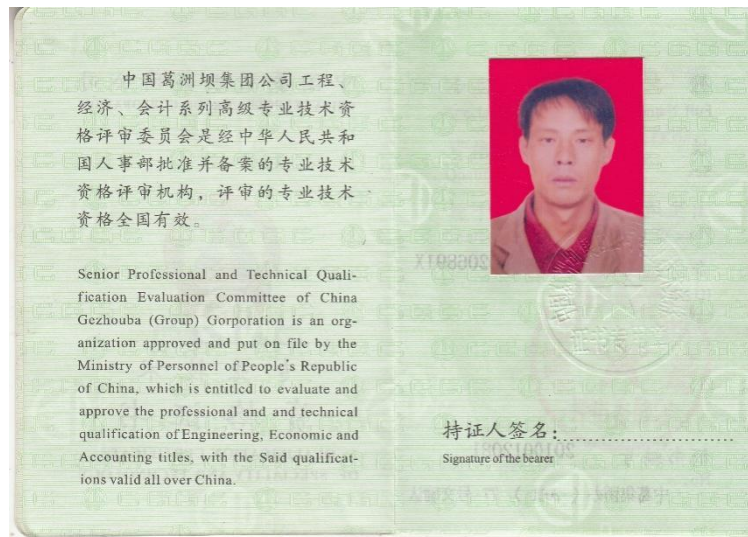 中国葛洲坝集团公司工程、
经济、会计系列高级专业技术资
格评审委员会是经中华人民共和
国人事部批准并备案的专业技术
资格评审机构，评审的专业技术
资格全国有效。
Senior Professional and Technical Quali-
fication Evaluation Committee of China
Gezhouba (Group) Gorporation is an org-
anization approved and put on file by the
Ministry of Personnel of People's Republic
of China, which is entitled to evaluate and
approve the professional and and technical
qualification of Engineering, Economic and
Accounting titles, with the Said qualificat-
ions valid all over China.
持证人签名：
Signature of the bearer